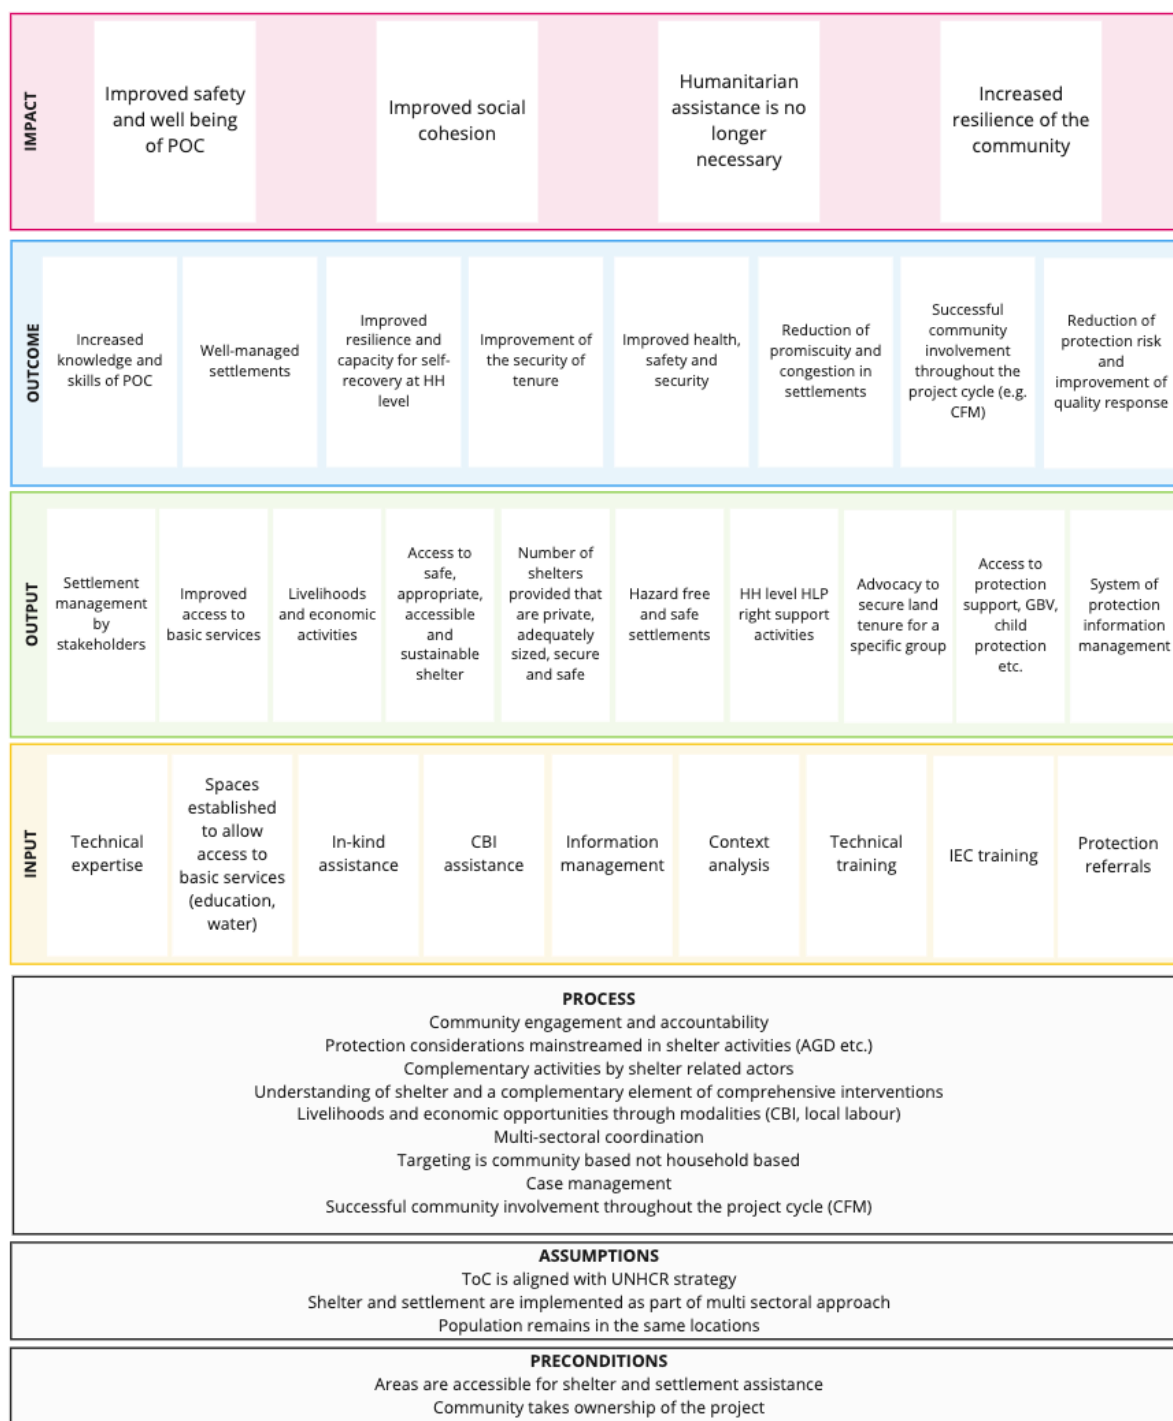 IMPACT
Improved safety
and well being
of POC
Improved social
cohesion
Humanitarian
assistance is no
longer
necessary
Increased
resilience of the
community
OUTCOME
Increased
knowledge and
skills of POC
Well-managed
settlements
Improved
resilience and
capacity for self-
recovery at HH
level
Improvement of
the security of
tenure
Improved health,
safety and
security
Reduction of
promiscuity and
congestion in
settlements
Successful
community
involvement
throughout the
project cycle (e.g.
CFM)
Reduction of
protection risk
and
improvement of
quality response
OUTPUT
Settlement
management
by
stakeholders
Improved
access to
basic services
Livelihoods
and economic
activities
Access to
safe,
appropriate,
accessible
and
sustainable
shelter
Number of
shelters
provided that
are private,
adequately
sized, secure
and safe
Hazard free
and safe
settlements
HH level HLP
right support
activities
Advocacy to
secure land
tenure for a
specific group
Access to
protection
support, GBV,
child
protection
etc.
System of
protection
information
management
INPUT
Technical
expertise
Spaces
established
to allow
access to
basic services
(education,
water)
In-kind
assistance
CBI
assistance
Information
management
Context
analysis
Technical
training
IEC training
Protection
referrals
PROCESS
Community engagement and accountability
Protection considerations mainstreamed in shelter activities (AGD etc.)
Complementary activities by shelter related actors
Understanding of shelter and a complementary element of comprehensive interventions
Livelihoods and economic opportunities through modalities (CBI, local labour)
Multi-sectoral coordination
Targeting is community based not household based
Case management
Successful community involvement throughout the project cycle (CFM)
ASSUMPTIONS
ToC is aligned with UNHCR strategy
Shelter and settlement are implemented as part of multi sectoral approach
Population remains in the same locations
PRECONDITIONS
Areas are accessible for shelter and settlement assistance
Community takes ownership of the project